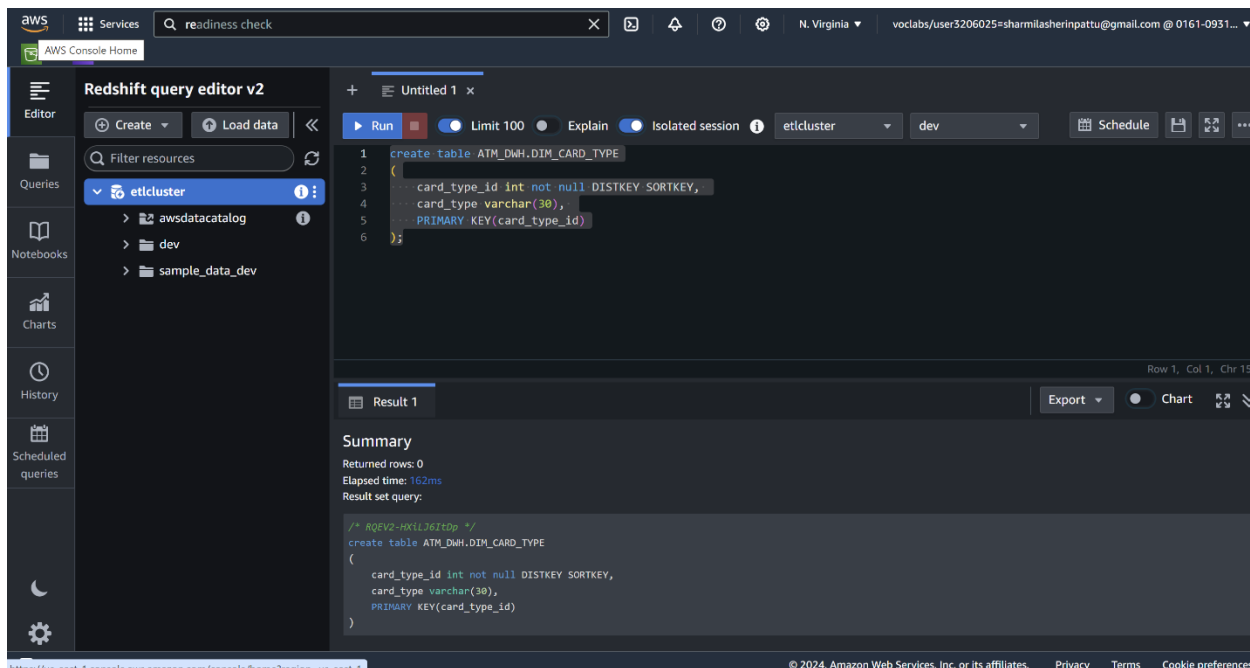 aws Services readiness check N. Virginia voclabs/user3206025=sharmilasherinpattu@gmail.com @ 0161-0931...
AWS Console Home
Editor
Queries
Notebooks
Charts
History
Scheduled
queries
Redshift query editor v2
Create Load data
Filter resources
etlcluster
awsdatacatalog
dev
sample_data_dev
Untitled 1
Run Limit 100 Explain Isolated session etlcluster dev Schedule
1 create table ATM_DWH.DIM_CARD_TYPE
2 (
3 card_type_id int not null DISTKEY SORTKEY,
4 card_type varchar(30),
5 PRIMARY KEY(card_type_id)
6 );
Row 1, Col 1, Chr 15
Result 1 Export Chart
Summary
Returned rows: 0
Elapsed time: 162ms
Result set query:
/* RQEV2-HXiLJ6ItDp */
create table ATM_DWH.DIM_CARD_TYPE
(
card_type_id int not null DISTKEY SORTKEY,
card_type varchar(30),
PRIMARY KEY(card_type_id)
)
© 2024, Amazon Web Services, Inc. or its affiliates. Privacy Terms Cookie preferences